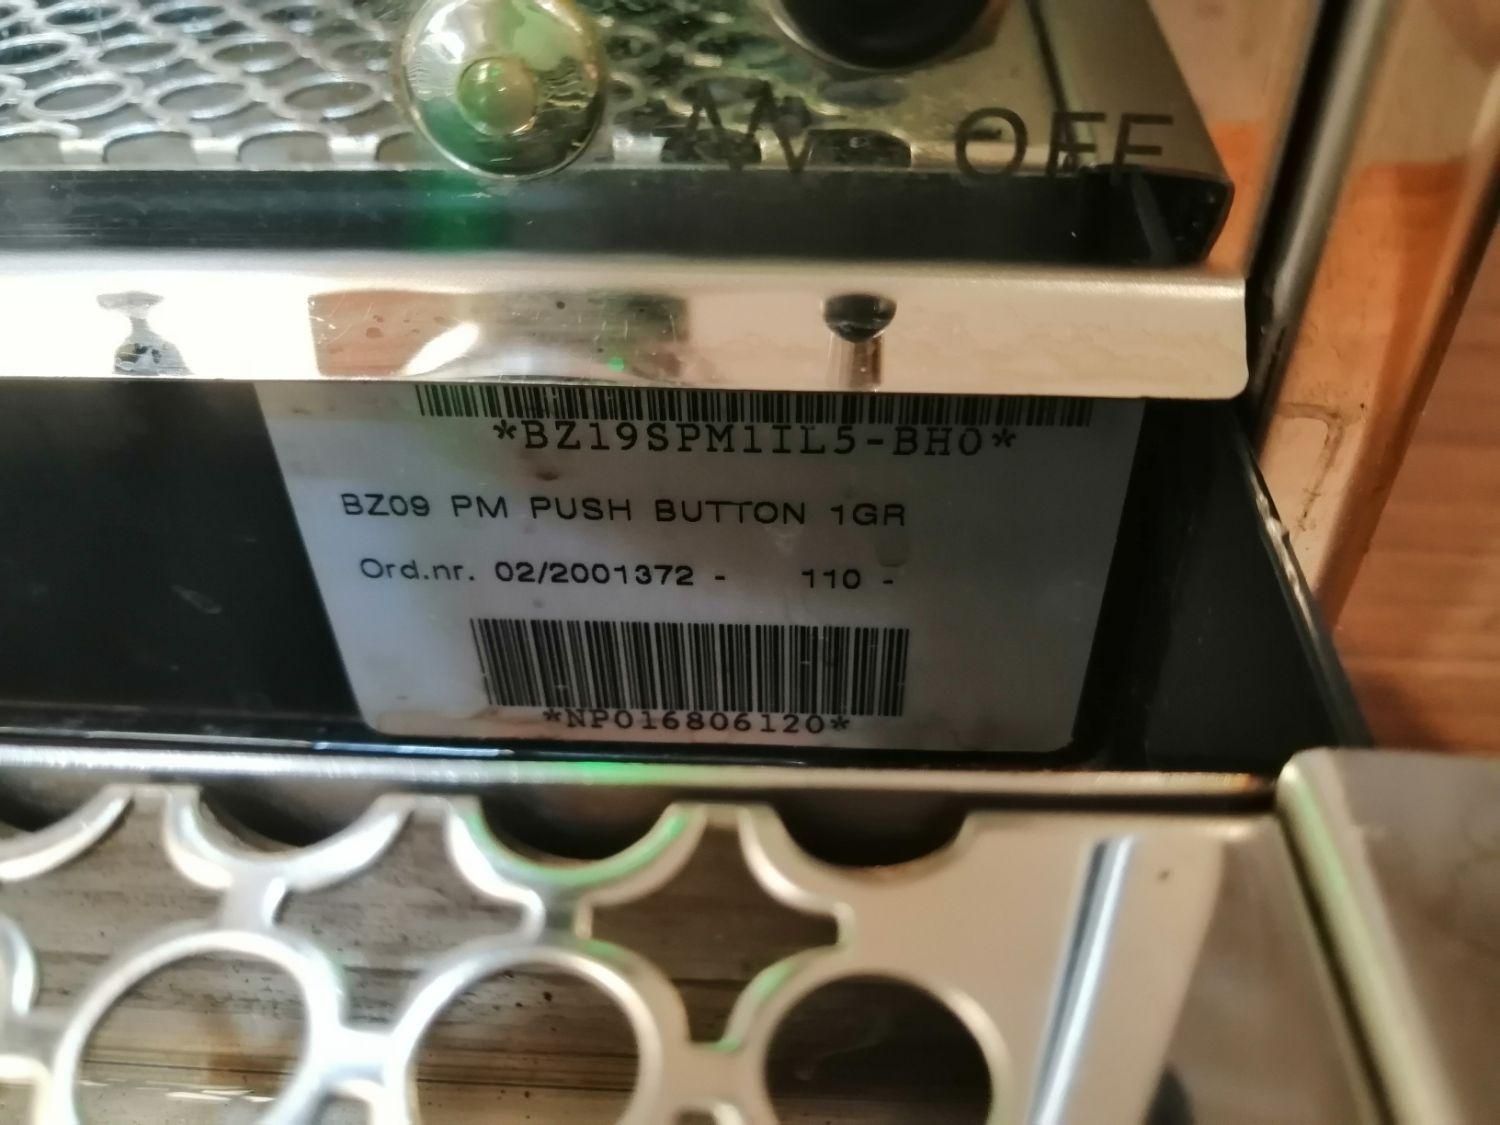 OFF
*BZ19SPM1IL5-BH0*
BZ09 PM PUSH BUTTON 1GR
Ord.nr. 02/2001372 - 110 -
*NP016806120*